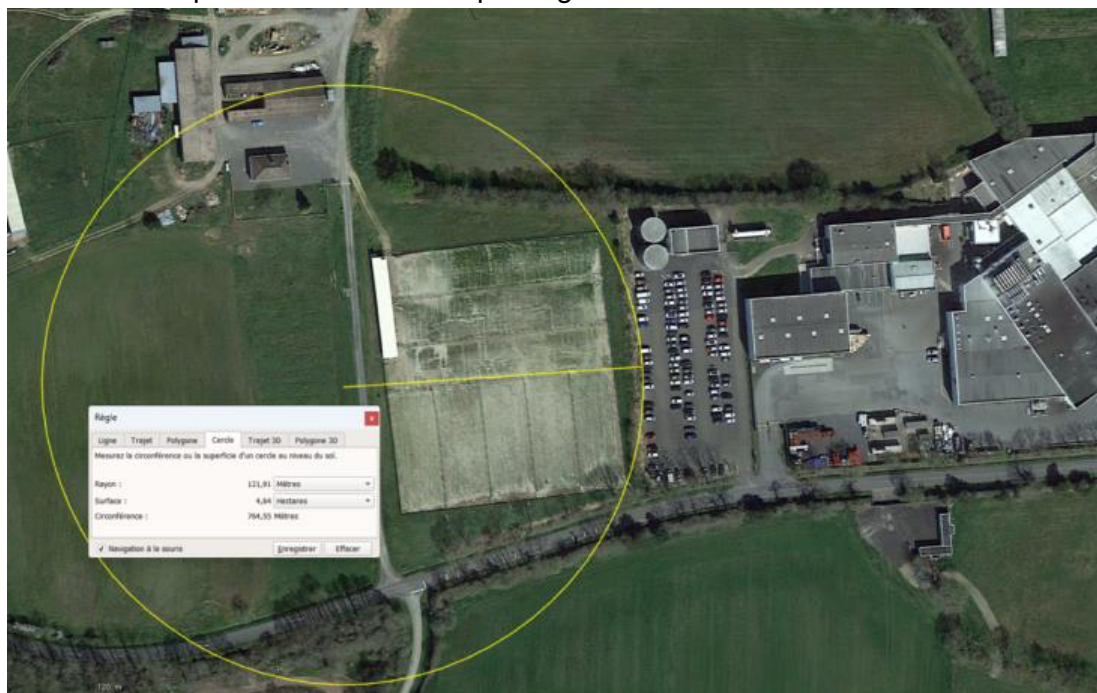 Règle
Ligne Trajet Polygone Cercle Trajet 3D Polygone 3D
Mesurez la circonférence ou la superficie d'un cercle au niveau du sol.
Rayon : 121,91 Mètres
Surface : 4,64 Hectares
Circonférence : 764,55 Mètres
Navigation à la souris Enregistrer Effacer
120 m